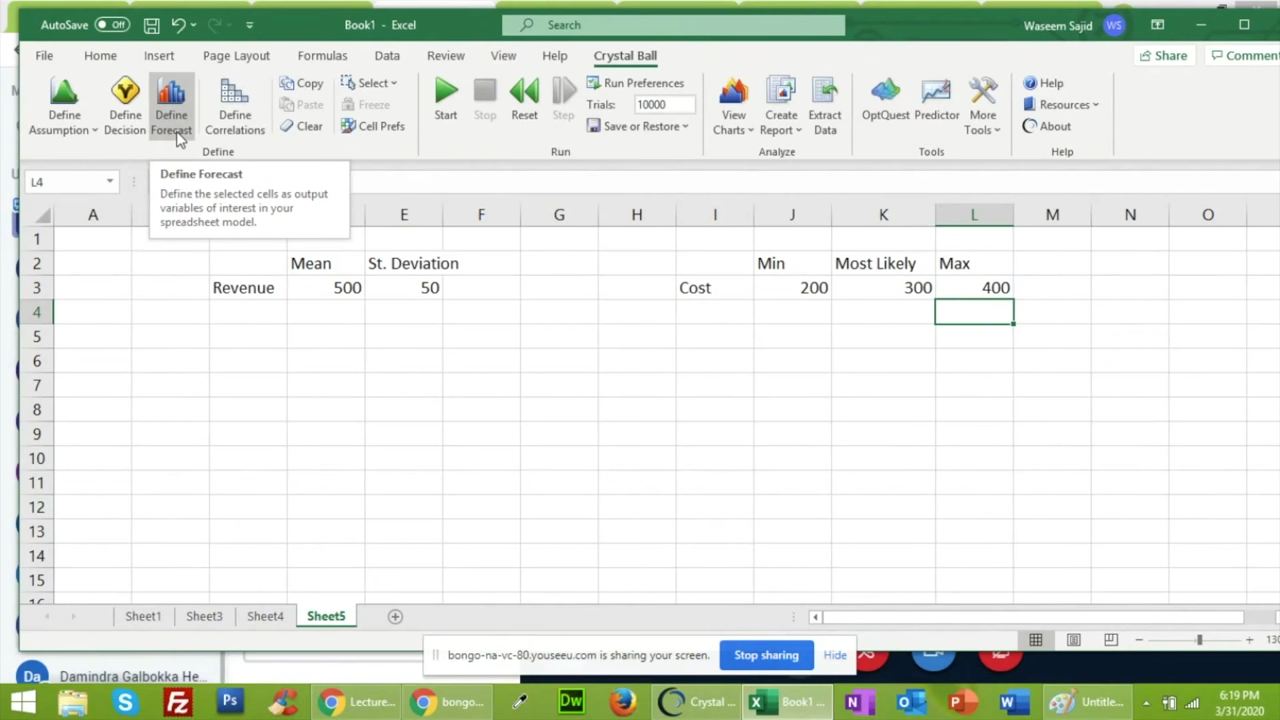 AutoSave Off Book1 - Excel Search Waseem Sajid WS
File Home Insert Page Layout Formulas Data Review View Help Crystal Ball Share Comment
Define Assumption Define Decision Define Forecast Define Correlations
Copy Select
Paste Freeze
Clear Cell Prefs
Start Stop Reset Step
Run Preferences
Trials: 10000
Save or Restore
View Charts Create Report Extract Data
OptQuest Predictor More Tools
Help
Resources
About
Define Run Analyze Tools Help
L4
Define Forecast
Define the selected cells as output
variables of interest in your
spreadsheet model.
A E F G H I J K L M N O
1
2 Mean St. Deviation Min Most Likely Max
3 Revenue 500 50 Cost 200 300 400
4
5
6
7
8
9
10
11
12
13
14
15
16
Sheet1 Sheet3 Sheet4 Sheet5
bongo-na-vc-80.youseeu.com is sharing your screen. Stop sharing Hide
Da Damindra Galbokka He...
Lecture... bongo... Dw Crystal ... Book1 ... Untitle...
6:19 PM
3/31/2020